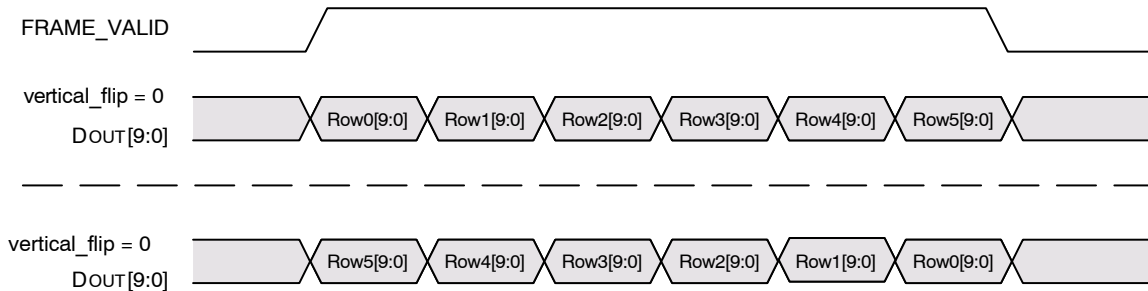 FRAME_VALID
vertical_flip = 0
DOUT[9:0]
Row0[9:0] Row1[9:0] Row2[9:0] Row3[9:0] Row4[9:0] Row5[9:0]
vertical_flip = 0
DOUT[9:0]
Row5[9:0] Row4[9:0] Row3[9:0] Row2[9:0] Row1[9:0] Row0[9:0]